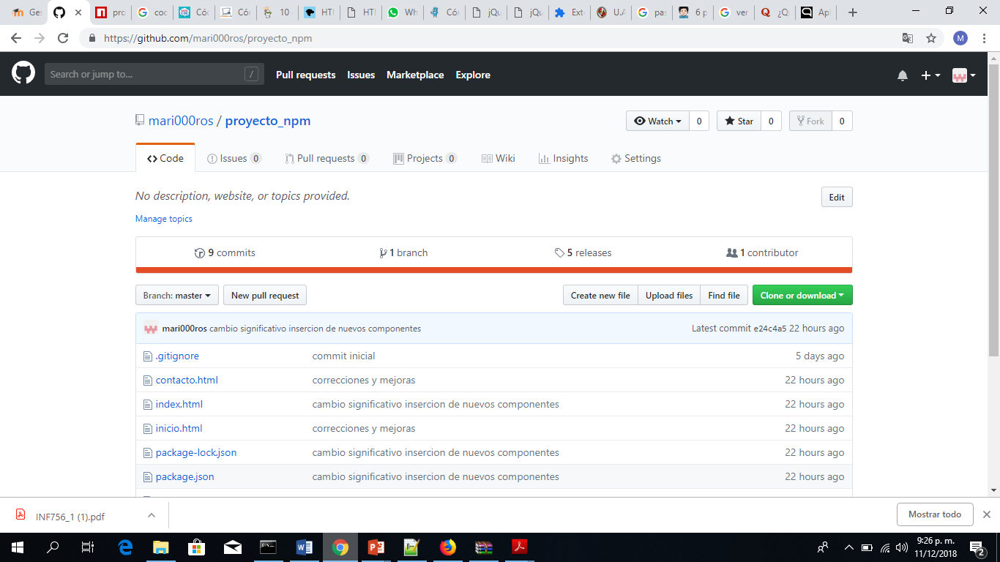 Ges
pro
coc
Cód
Cóm
10
HTI
HTI
Wh
Cór
jQu
jQu
Ext
U.A
pas
6 p
ver
¿Q
Ap
https://github.com/mari000ros/proyecto_npm
M
Search or jump to...
/
Pull requests
Issues
Marketplace
Explore
mari000ros / proyecto_npm
Watch 0
Star 0
Fork 0
Code
Issues 0
Pull requests 0
Projects 0
Wiki
Insights
Settings
No description, website, or topics provided.
Edit
Manage topics
9 commits
1 branch
5 releases
1 contributor
Branch: master
New pull request
Create new file
Upload files
Find file
Clone or download
mari000ros cambio significativo insercion de nuevos componentes
Latest commit e24c4a5 22 hours ago
.gitignore commit inicial 5 days ago
contacto.html correcciones y mejoras 22 hours ago
index.html cambio significativo insercion de nuevos componentes 22 hours ago
inicio.html correcciones y mejoras 22 hours ago
package-lock.json cambio significativo insercion de nuevos componentes 22 hours ago
package.json cambio significativo insercion de nuevos componentes 22 hours ago
INF756_1 (1).pdf
Mostrar todo
9:26 p. m.
11/12/2018
2